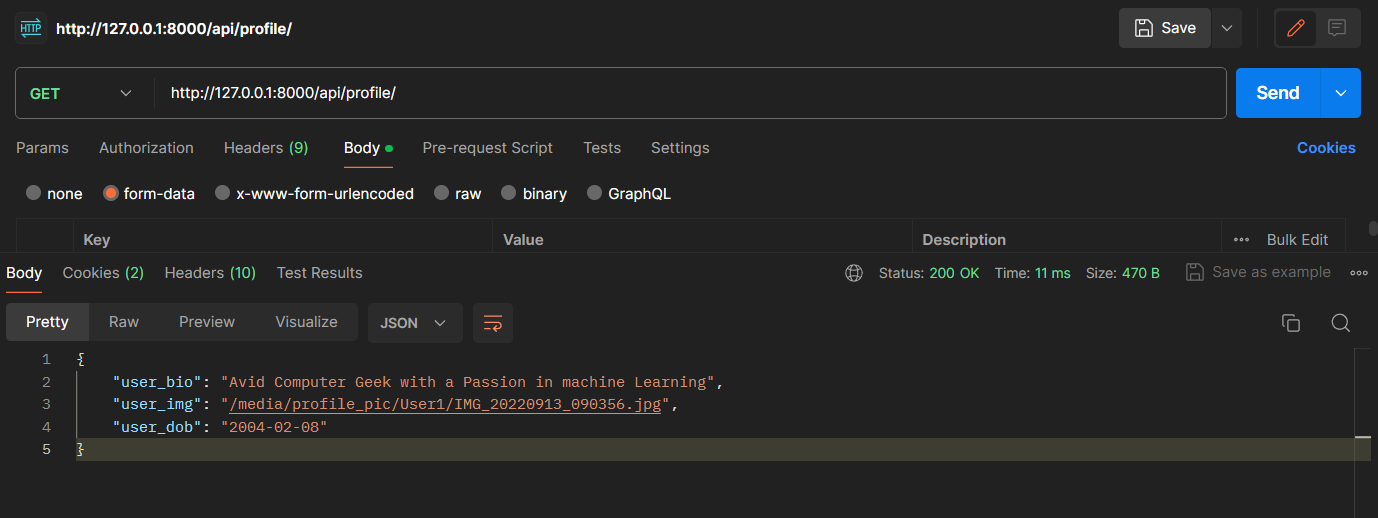 HTTP http://127.0.0.1:8000/api/profile/ Save
GET http://127.0.0.1:8000/api/profile/ Send
Params Authorization Headers (9) Body Pre-request Script Tests Settings Cookies
none form-data x-www-form-urlencoded raw binary GraphQL
Key Value Description Bulk Edit
Body Cookies (2) Headers (10) Test Results Status: 200 OK Time: 11 ms Size: 470 B Save as example
Pretty Raw Preview Visualize JSON
1 {
2 "user_bio": "Avid Computer Geek with a Passion in machine Learning",
3 "user_img": "/media/profile_pic/User1/IMG_20220913_090356.jpg",
4 "user_dob": "2004-02-08"
5 }